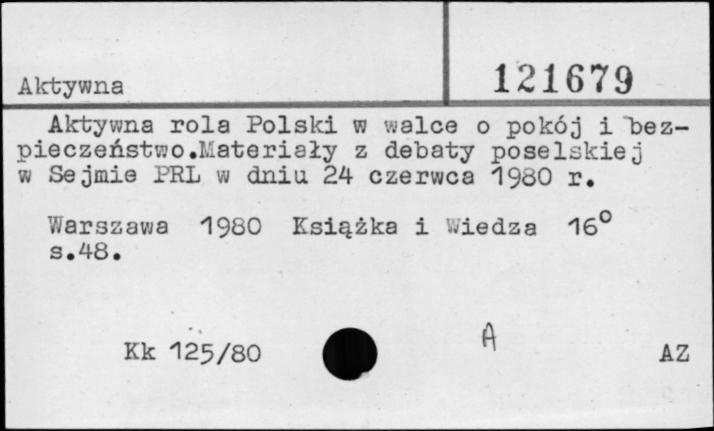 Aktywna
121679
Aktywna rola Polski w walce o pokój i bez-
pieczeństwo.Materiały z debaty poselskiej
w Sejmie PRL w dniu 24 czerwca 1980 r.
Warszawa 1980 Książka i Wiedza 16°
s.48.
Kk 125/80
A
AZ